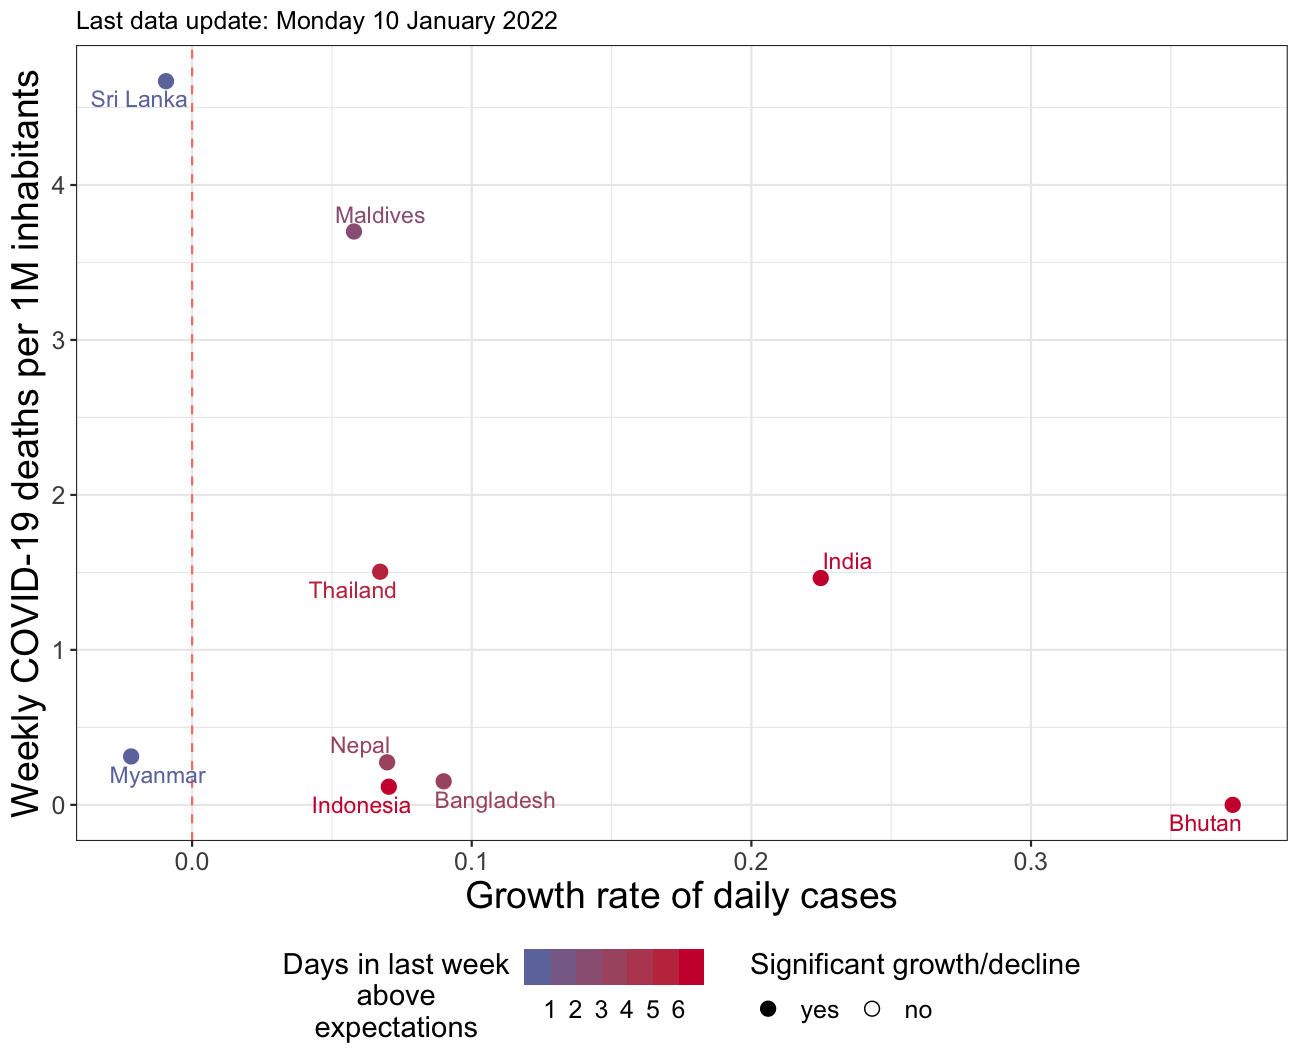 Last data update: Monday 10 January 2022
Weekly COVID-19 deaths per 1M inhabitants
4
3
2
1
0
Sri Lanka
Maldives
India
Thailand
Nepal
Myanmar
Indonesia
Bangladesh
Bhutan
0.0 0.1 0.2 0.3
Growth rate of daily cases
Days in last week
above
expectations
1 2 3 4 5 6
Significant growth/decline
yes no